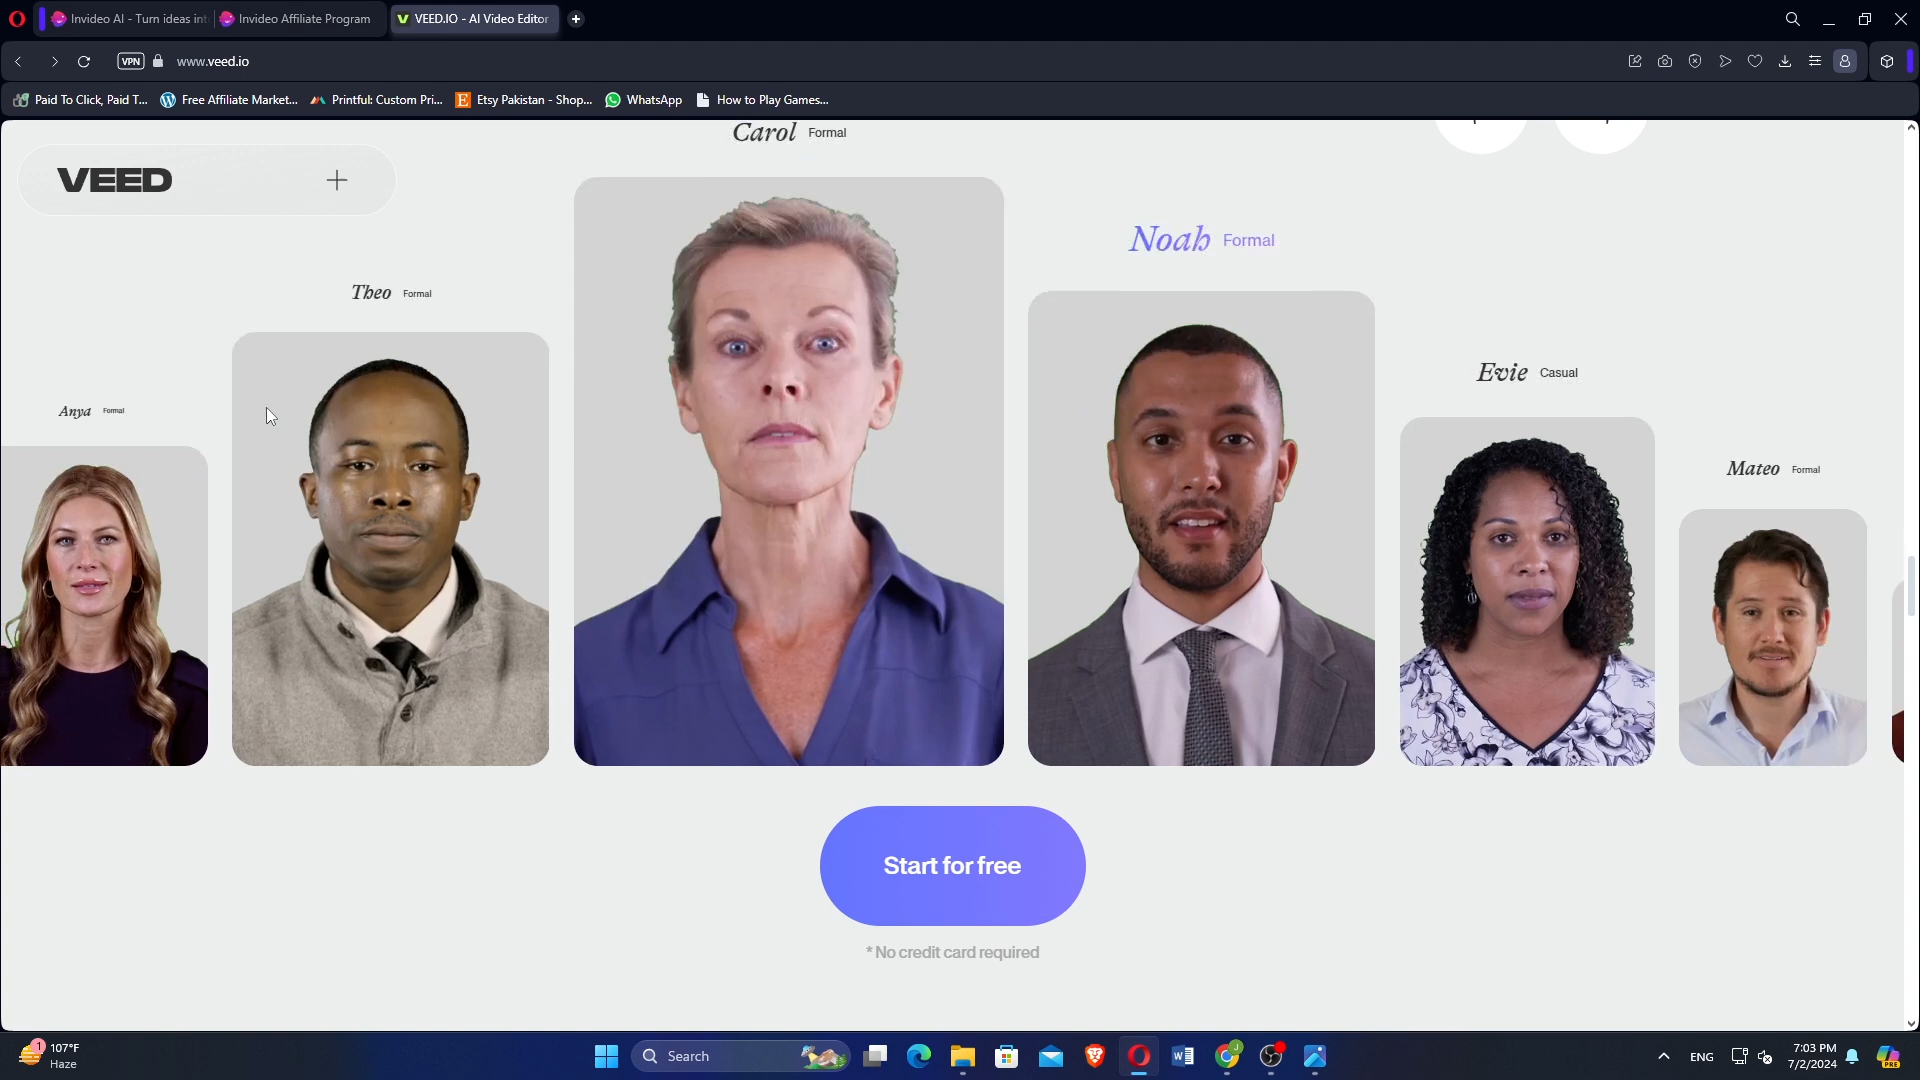 Invideo AI - Turn ideas int
Invideo Affiliate Program
VEED.IO - AI Video Editor
VPN
www.veed.io
Paid To Click, Paid T...
Free Affiliate Market...
Printful: Custom Pri...
Etsy Pakistan - Shop...
WhatsApp
How to Play Games...
VEED
Carol Formal
Noah Formal
Theo Formal
Evie Casual
Anya Formal
Mateo Formal
Start for free
* No credit card required
1
107°F
Haze
Search
J
ENG
7:03 PM
7/2/2024
PRE